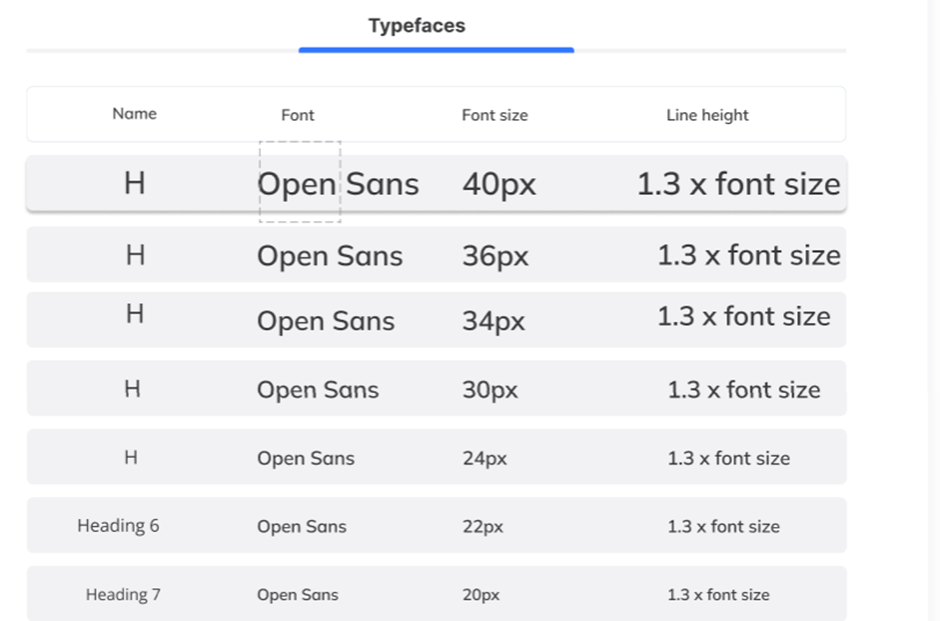 Typefaces
Name Font Font size Line height
H Open Sans 40px 1.3 x font size
H Open Sans 36px 1.3 x font size
H Open Sans 34px 1.3 x font size
H Open Sans 30px 1.3 x font size
H Open Sans 24px 1.3 x font size
Heading 6 Open Sans 22px 1.3 x font size
Heading 7 Open Sans 20px 1.3 x font size